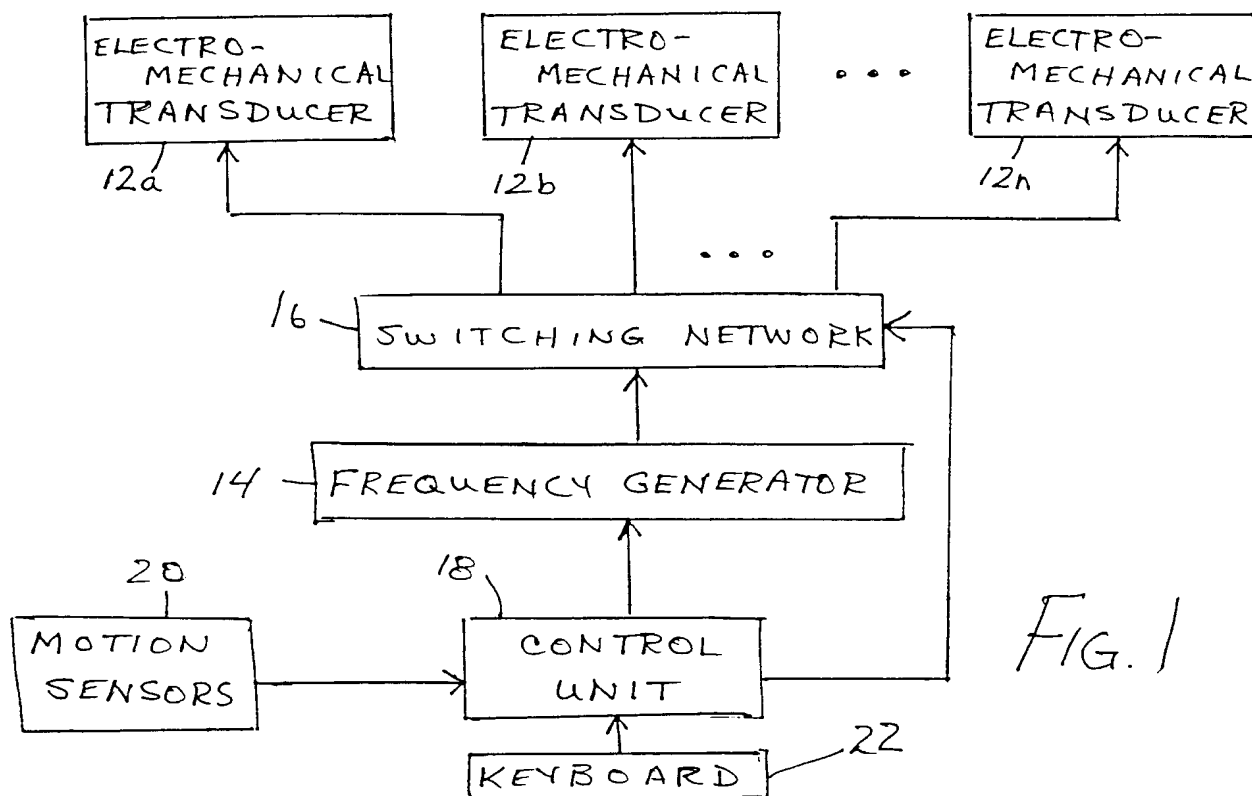 ELECTRO-
MECHANICAL
TRANSDUCER
12a
ELECTRO-
MECHANICAL
TRANSDUCER
12b
ELECTRO-
MECHANICAL
TRANSDUCER
12n
16
SWITCHING NETWORK
14
FREQUENCY GENERATOR
20
MOTION
SENSORS
18
CONTROL
UNIT
22
KEYBOARD
FIG. 1